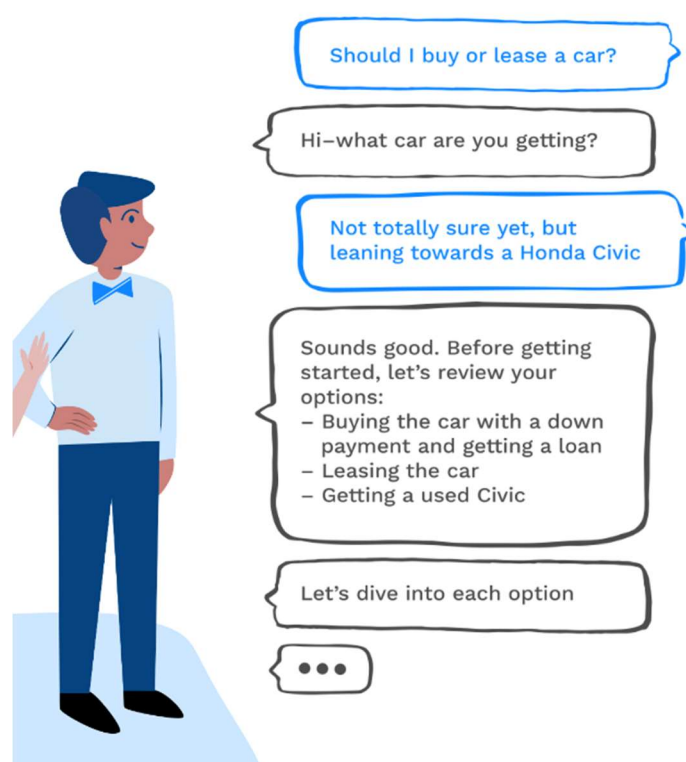 Should I buy or lease a car?
Hi–what car are you getting?
Not totally sure yet, but
leaning towards a Honda Civic
Sounds good. Before getting
started, let’s review your
options:
– Buying the car with a down
payment and getting a loan
– Leasing the car
– Getting a used Civic
Let’s dive into each option